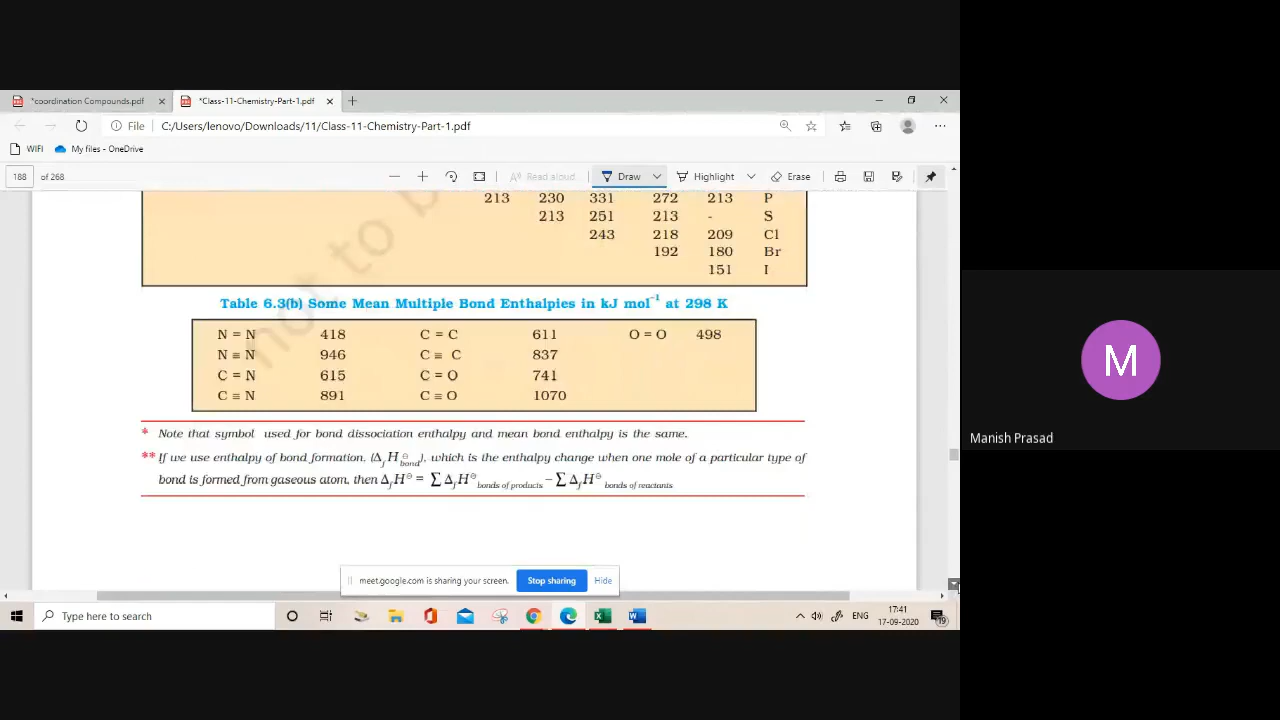 *coordination Compounds.pdf
*Class-11-Chemistry-Part-1.pdf
File C:/Users/lenovo/Downloads/11/Class-11-Chemistry-Part-1.pdf
WIFI My files - OneDrive
188 of 268 Read aloud Draw Highlight Erase
213 230 331 272 213 P
213 251 213 - S
243 218 209 Cl
192 180 Br
151 I
not to b
Table 6.3(b) Some Mean Multiple Bond Enthalpies in kJ mol⁻¹ at 298 K
N = N 418 C = C 611 O = O 498
N ≡ N 946 C ≡ C 837
C = N 615 C = O 741
C ≡ N 891 C ≡ O 1070
* Note that symbol used for bond dissociation enthalpy and mean bond enthalpy is the same.
** If we use enthalpy of bond formation, (Δf H⊖bond), which is the enthalpy change when one mole of a particular type of
bond is formed from gaseous atom, then Δf H⊖ = ∑ Δf H⊖ bonds of products – ∑ Δf H⊖ bonds of reactants
meet.google.com is sharing your screen. Stop sharing Hide
Type here to search
ENG 17:41
17-09-2020
19
M
Manish Prasad